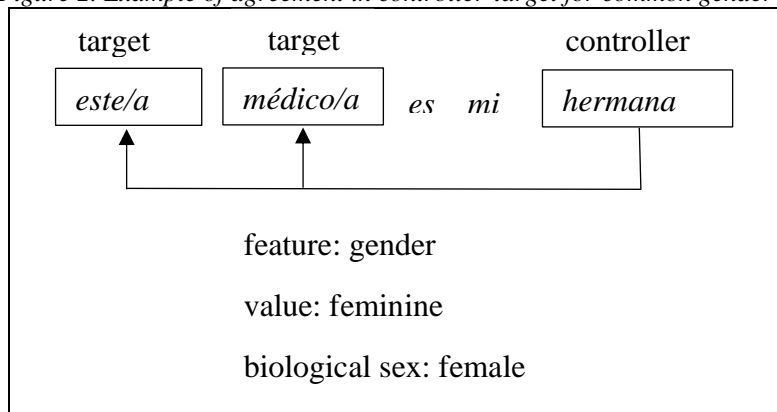 Figure 2. Example of agreement in controller-target for common gender
target target controller
este/a médico/a es mi hermana
feature: gender
value: feminine
biological sex: female